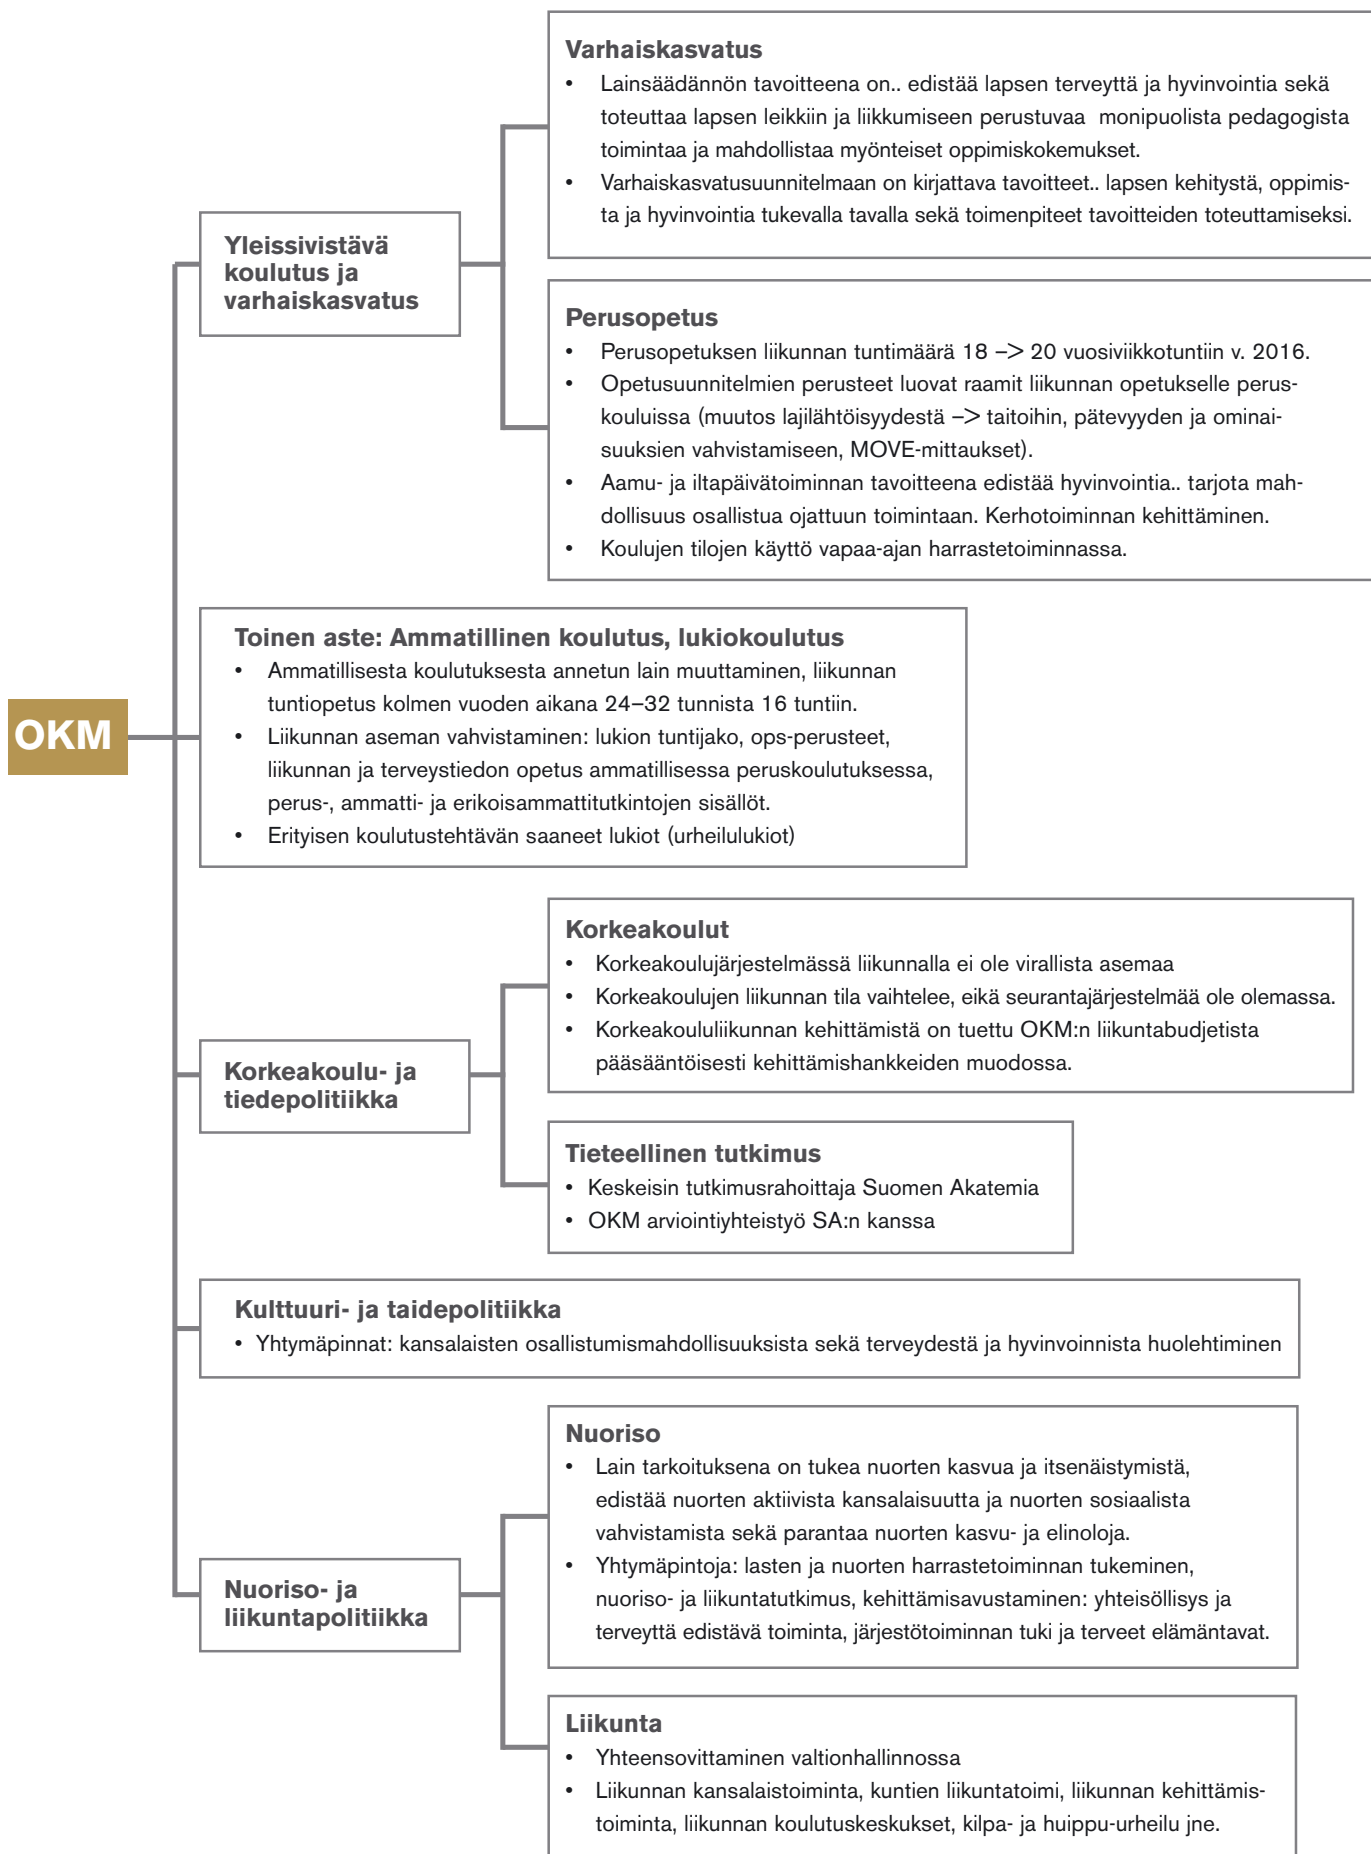 Varhaiskasvatus
• Lainsäädännön tavoitteena on.. edistää lapsen terveyttä ja hyvinvointia sekä
toteuttaa lapsen leikkiin ja liikkumiseen perustuvaa monipuolista pedagogista
toimintaa ja mahdollistaa myönteiset oppimiskokemukset.
• Varhaiskasvatusuunnitelmaan on kirjattava tavoitteet.. lapsen kehitystä, oppimis-
ta ja hyvinvointia tukevalla tavalla sekä toimenpiteet tavoitteiden toteuttamiseksi.
Yleissivistävä
koulutus ja
varhaiskasvatus
Perusopetus
• Perusopetuksen liikunnan tuntimäärä 18 –> 20 vuosiviikkotuntiin v. 2016.
• Opetusuunnitelmien perusteet luovat raamit liikunnan opetukselle perus-
kouluissa (muutos lajilähtöisyydestä –> taitoihin, pätevyyden ja ominai-
suuksien vahvistamiseen, MOVE-mittaukset).
• Aamu- ja iltapäivätoiminnan tavoitteena edistää hyvinvointia.. tarjota mah-
dollisuus osallistua ojattuun toimintaan. Kerhotoiminnan kehittäminen.
• Koulujen tilojen käyttö vapaa-ajan harrastetoiminnassa.
OKM
Toinen aste: Ammatillinen koulutus, lukiokoulutus
• Ammatillisesta koulutuksesta annetun lain muuttaminen, liikunnan
tuntiopetus kolmen vuoden aikana 24–32 tunnista 16 tuntiin.
• Liikunnan aseman vahvistaminen: lukion tuntijako, ops-perusteet,
liikunnan ja terveystiedon opetus ammatillisessa peruskoulutuksessa,
perus-, ammatti- ja erikoisammattitutkintojen sisällöt.
• Erityisen koulutustehtävän saaneet lukiot (urheilulukiot)
Korkeakoulut
• Korkeakoulujärjestelmässä liikunnalla ei ole virallista asemaa
• Korkeakoulujen liikunnan tila vaihtelee, eikä seurantajärjestelmää ole olemassa.
• Korkeakoululiikunnan kehittämistä on tuettu OKM:n liikuntabudjetista
pääsääntöisesti kehittämishankkeiden muodossa.
Korkeakoulu- ja
tiedepolitiikka
Tieteellinen tutkimus
• Keskeisin tutkimusrahoittaja Suomen Akatemia
• OKM arviointiyhteistyö SA:n kanssa
Kulttuuri- ja taidepolitiikka
• Yhtymäpinnat: kansalaisten osallistumismahdollisuuksista sekä terveydestä ja hyvinvoinnista huolehtiminen
Nuoriso
• Lain tarkoituksena on tukea nuorten kasvua ja itsenäistymistä,
edistää nuorten aktiivista kansalaisuutta ja nuorten sosiaalista
vahvistamista sekä parantaa nuorten kasvu- ja elinoloja.
• Yhtymäpintoja: lasten ja nuorten harrastetoiminnan tukeminen,
nuoriso- ja liikuntatutkimus, kehittämisavustaminen: yhteisöllisys ja
terveyttä edistävä toiminta, järjestötoiminnan tuki ja terveet elämäntavat.
Nuoriso- ja
liikuntapolitiikka
Liikunta
• Yhteensovittaminen valtionhallinnossa
• Liikunnan kansalaistoiminta, kuntien liikuntatoimi, liikunnan kehittämis-
toiminta, liikunnan koulutuskeskukset, kilpa- ja huippu-urheilu jne.